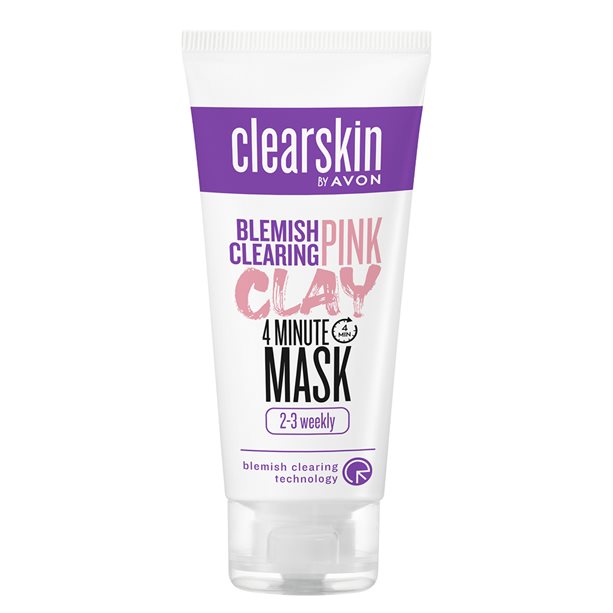 clearskin
BY AVON
BLEMISH
CLEARING PINK
CLAY
4 MINUTE 4 MIN
MASK
2-3 weekly
blemish clearing
technology